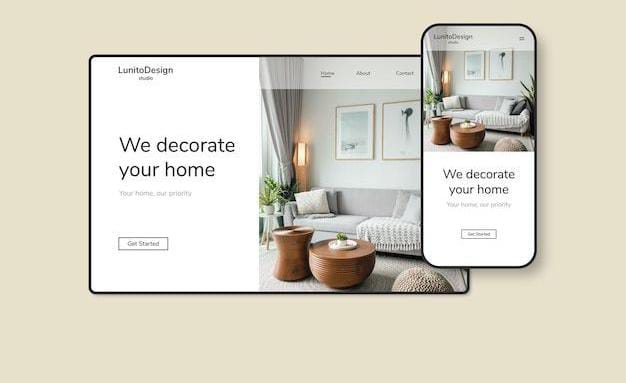 LunitoDesign
studio
Home About Contact
We decorate
your home
Your home, our priority
Get Started
LunitoDesign
studio
We decorate
your home
Your home, our priority
Get Started